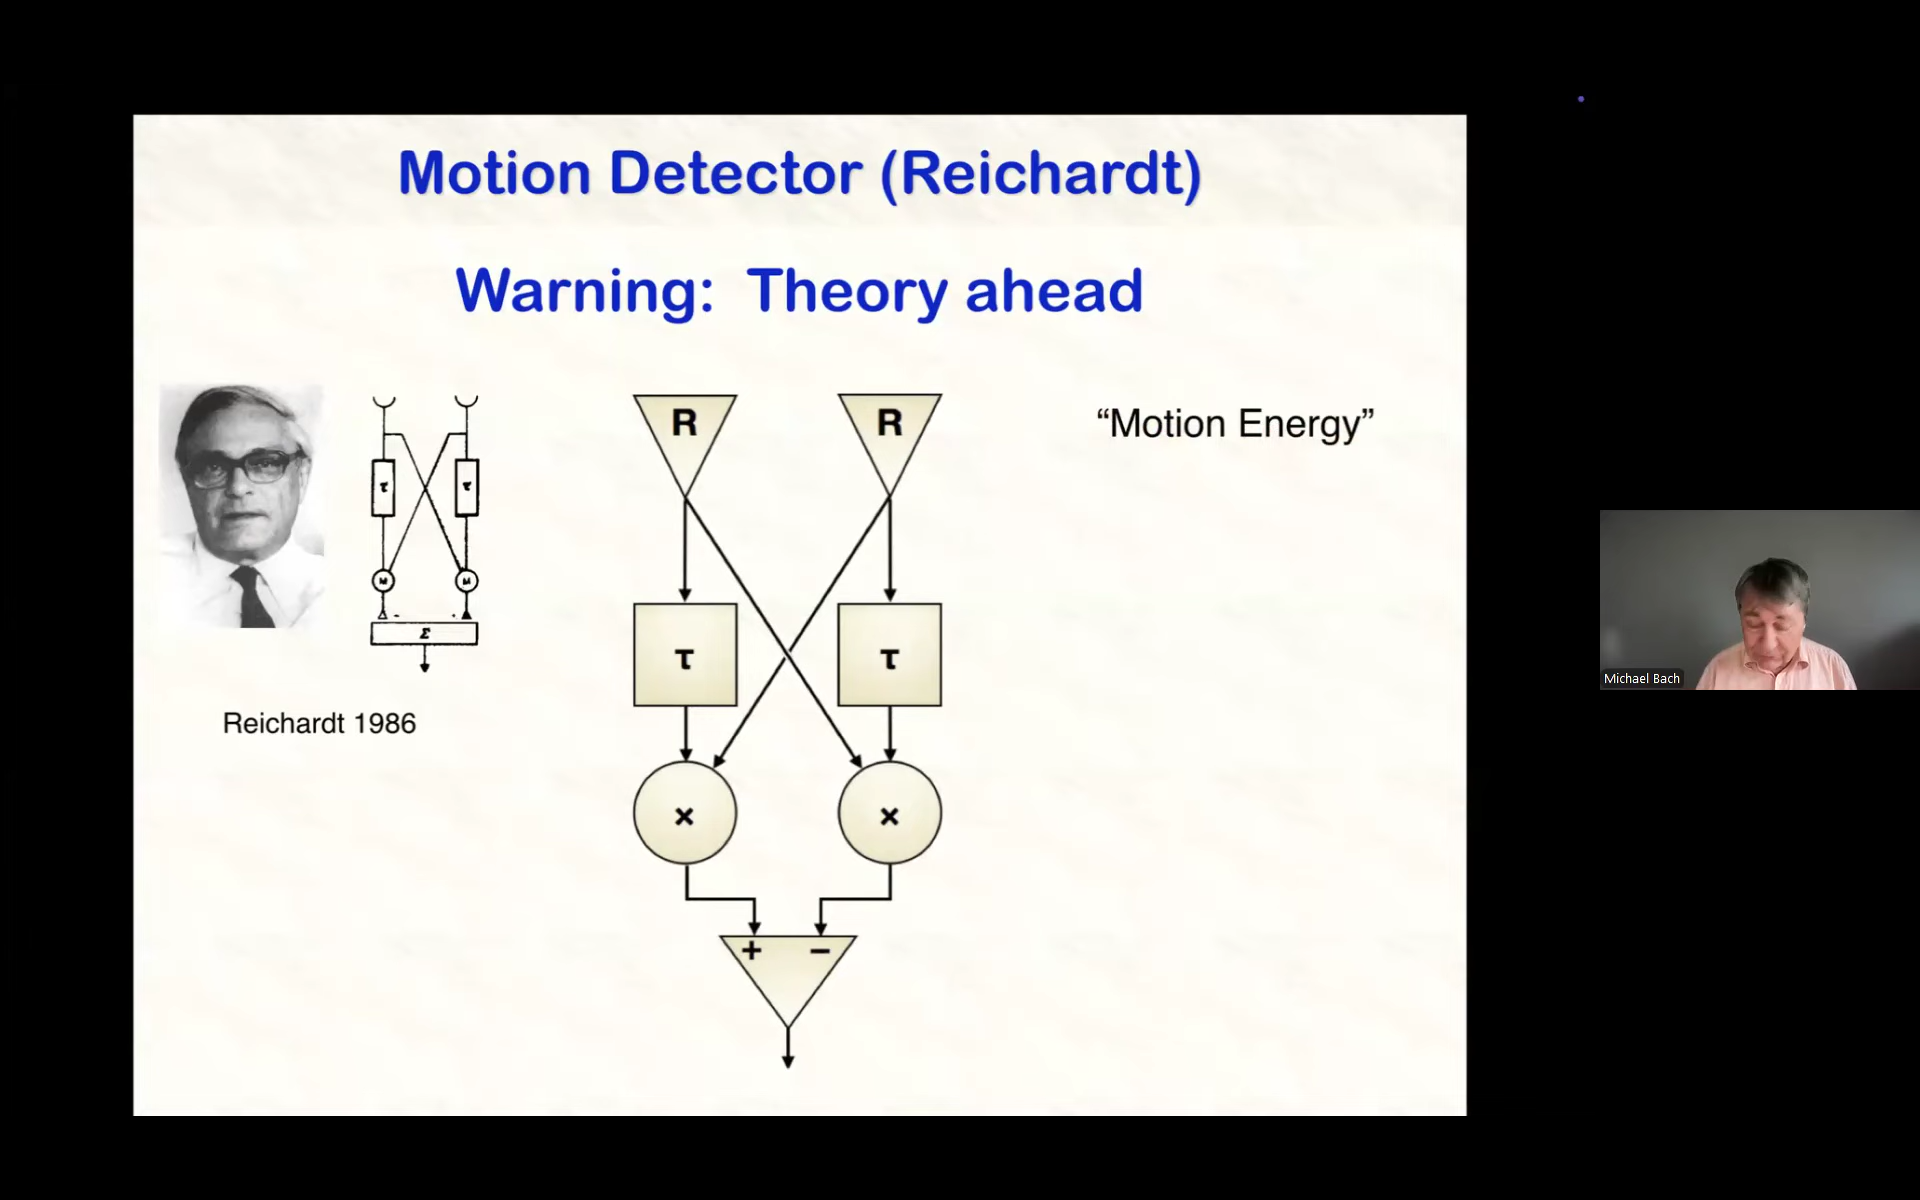 Motion Detector (Reichardt)
Warning: Theory ahead
R R
“Motion Energy”
τ τ
τ τ
M M
Σ
× ×
+ −
Reichardt 1986
Michael Bach